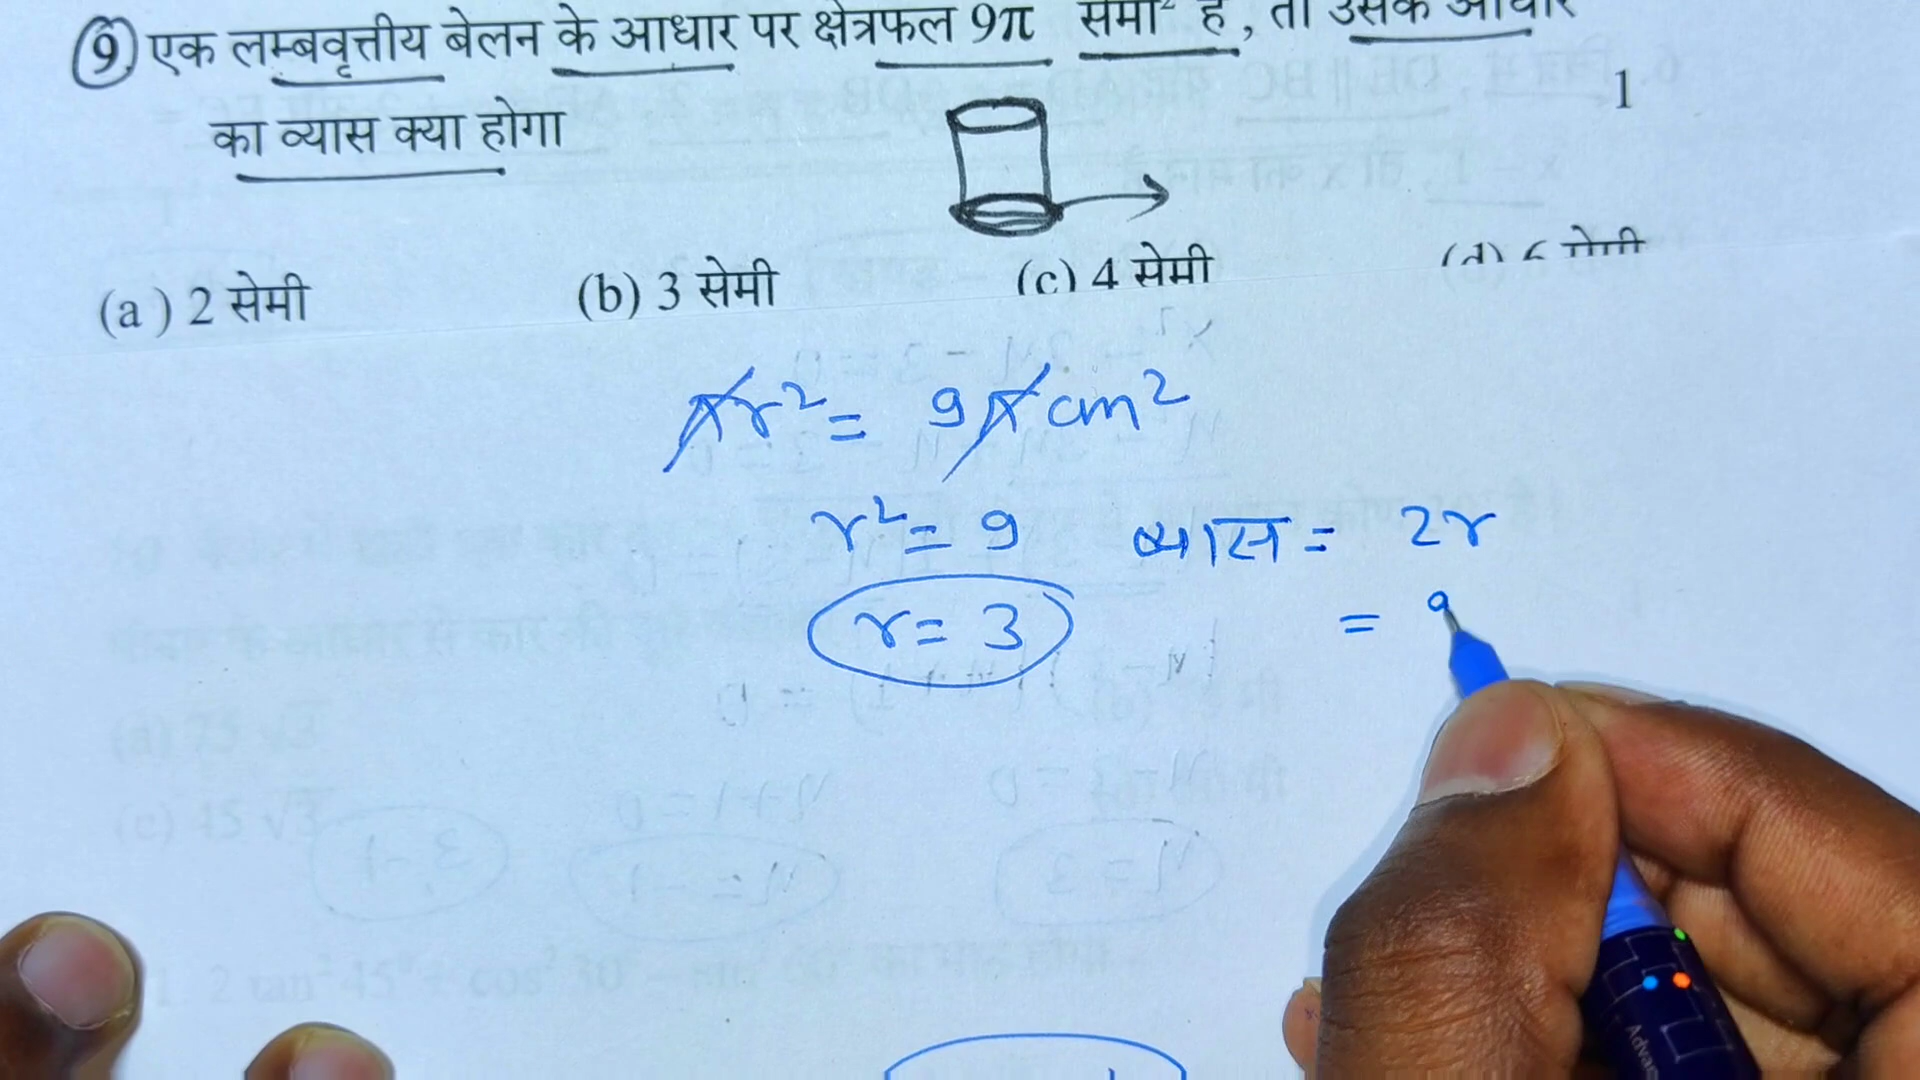 9 एक लम्बवृत्तीय बेलन के आधार पर क्षेत्रफल 9π सेमी² है, तो उसके आधार
का व्यास क्या होगा
1
(a ) 2 सेमी (b) 3 सेमी (c) 4 सेमी (d) 6 सेमी
πr² = 9π cm²
r² = 9 व्यास = 2r
r = 3 =